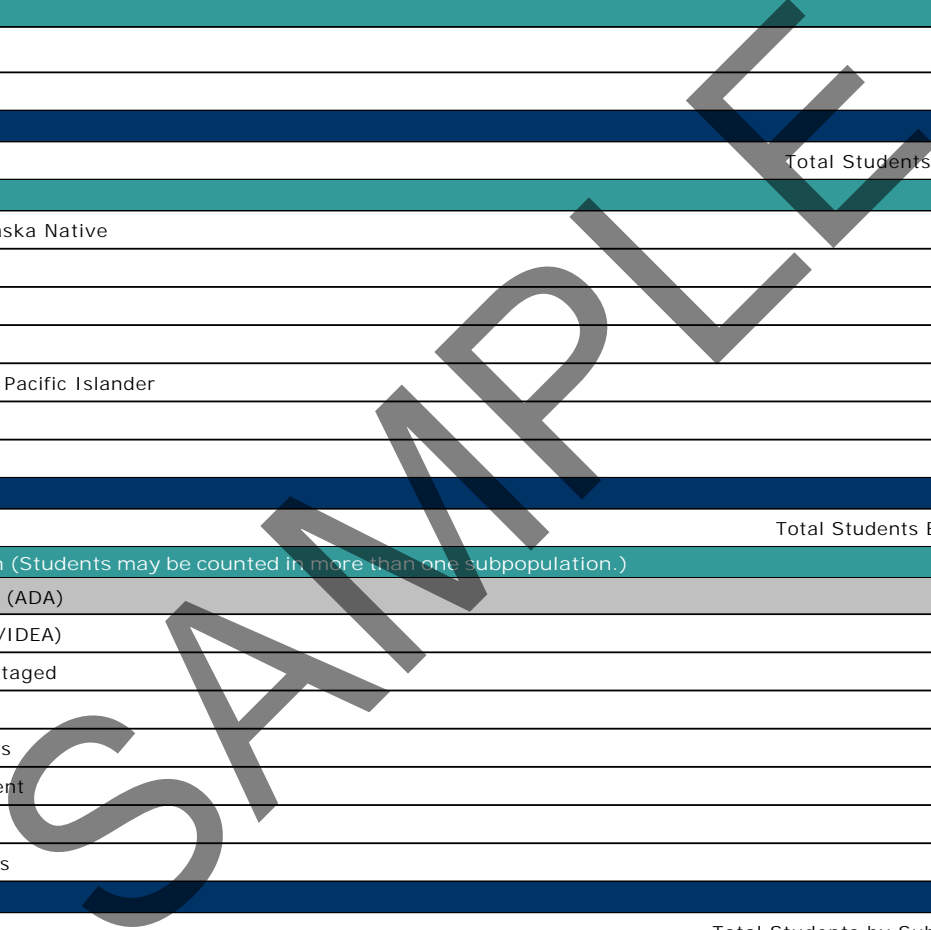 Total Students
ska Native
Pacific Islander
Total Students E
(Students may be counted in more than one subpopulation.)
(ADA)
/IDEA)
taged
s
ent
s
Total Students by Sub
SAMPLE